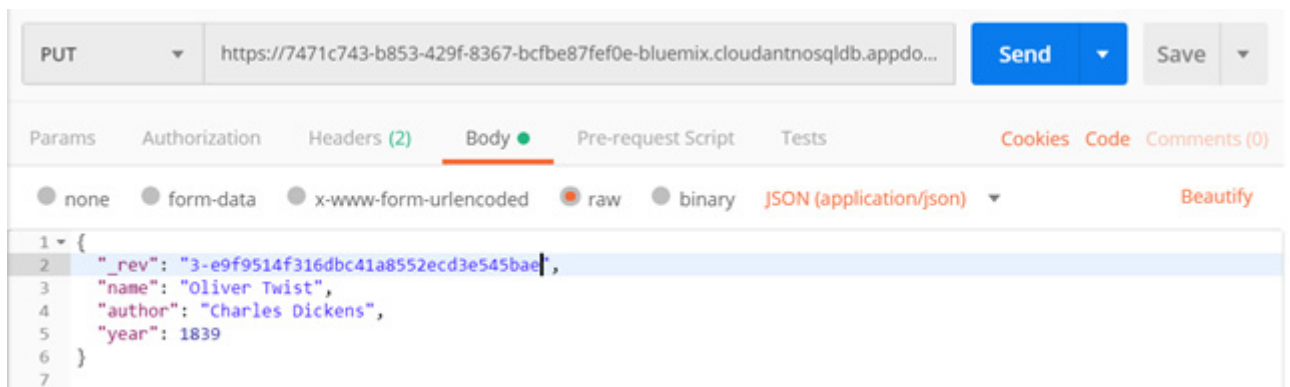 PUT https://7471c743-b853-429f-8367-bcfbe87fef0e-bluemix.cloudantnosqldb.appdo... Send Save
Params Authorization Headers (2) Body Pre-request Script Tests Cookies Code Comments (0)
none form-data x-www-form-urlencoded raw binary JSON (application/json) Beautify
1 {
2 "_rev": "3-e9f9514f316dbc41a8552ecd3e545bae",
3 "name": "Oliver Twist",
4 "author": "Charles Dickens",
5 "year": 1839
6 }
7